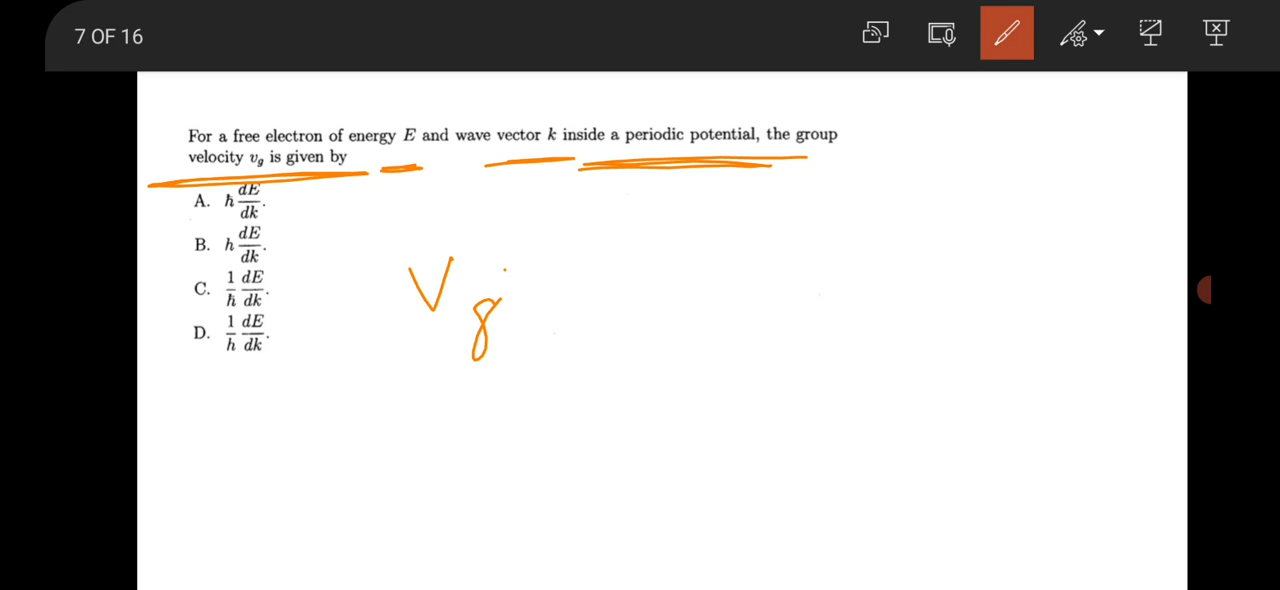 7 OF 16
For a free electron of energy E and wave vector k inside a periodic potential, the group
velocity v_g is given by
A. ℏ dE/dk.
B. h dE/dk.
C. 1/ℏ dE/dk.
D. 1/h dE/dk.
V g